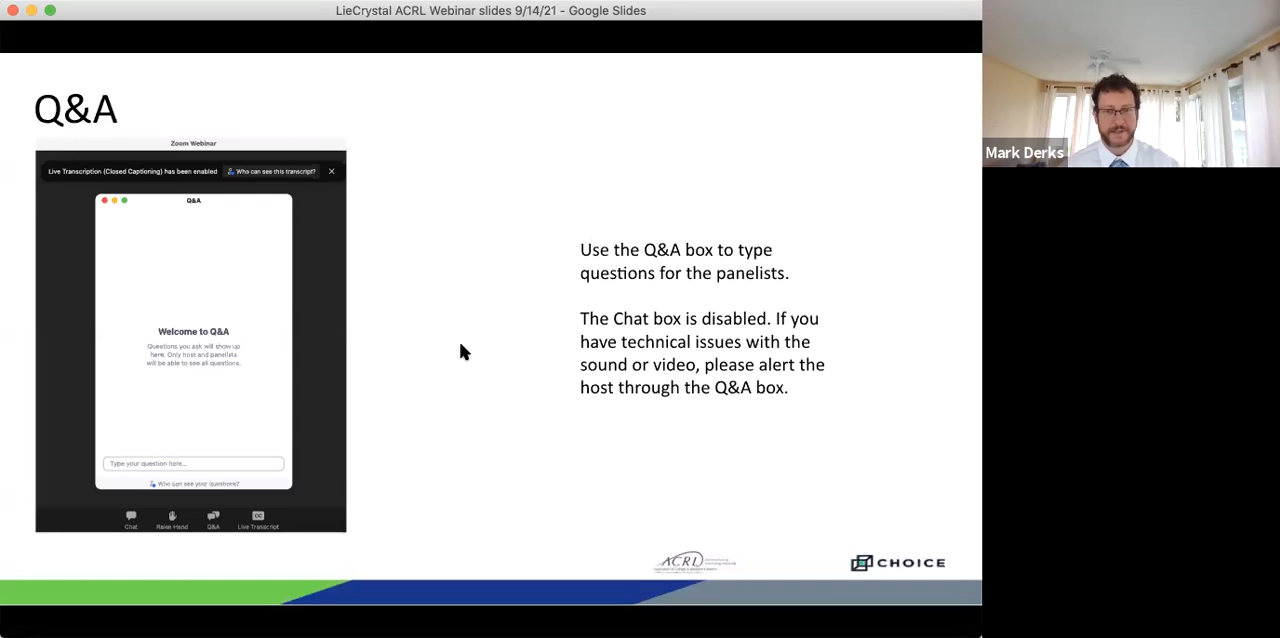 LieCrystal ACRL Webinar slides 9/14/21 - Google Slides
Mark Derks
Q&A
Zoom Webinar
Live Transcription (Closed Captioning) has been enabled
Who can see this transcript?
Q&A
Welcome to Q&A
Questions you ask will show up
here. Only host and panelists
will be able to see all questions.
Type your question here...
Who can see your questions?
Chat
Raise Hand
Q&A
CC
Live Transcript
Use the Q&A box to type
questions for the panelists.
The Chat box is disabled. If you
have technical issues with the
sound or video, please alert the
host through the Q&A box.
ACRL
CHOICE